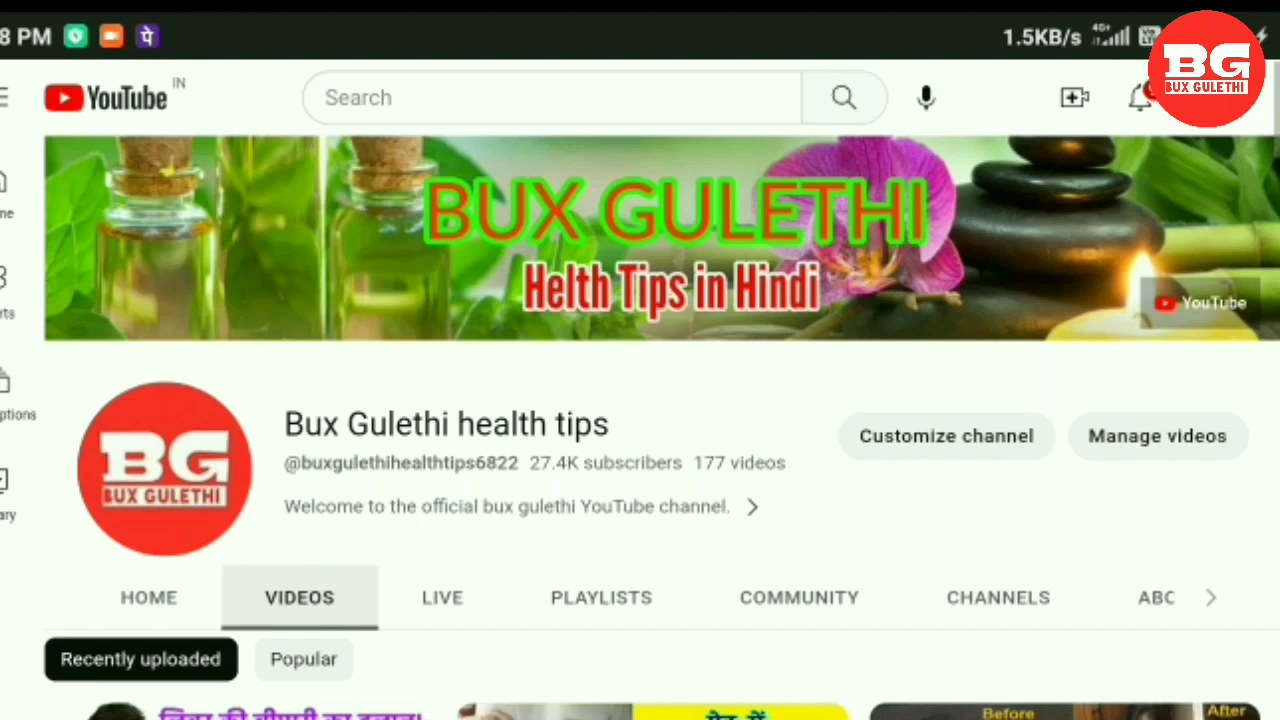 8 PM
पे
1.5KB/s
4G+
BG
BUX GULETHI
YouTube
IN
Search
BUX GULETHI
Helth Tips in Hindi
YouTube
BG
BUX GULETHI
Bux Gulethi health tips
@buxgulethihealthtips6822 27.4K subscribers 177 videos
Welcome to the official bux gulethi YouTube channel.
Customize channel
Manage videos
HOME
VIDEOS
LIVE
PLAYLISTS
COMMUNITY
CHANNELS
Recently uploaded
Popular
Before
After